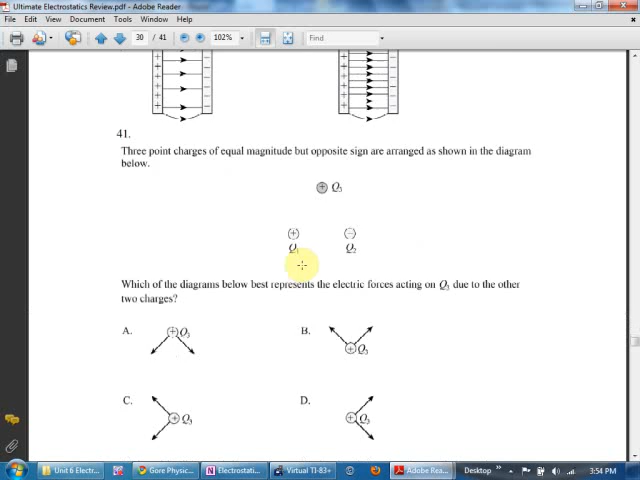 Ultimate Electrostatics Review.pdf - Adobe Reader
File Edit View Document Tools Window Help
30 / 41 102% Find
41.
Three point charges of equal magnitude but opposite sign are arranged as shown in the diagram
below.
+ Q3
+ −
Q1 Q2
Which of the diagrams below best represents the electric forces acting on Q3 due to the other
two charges?
A. + Q3 B. + Q3
C. + Q3 D. + Q3
Unit 6 Elect... Gore Physic... Electrostati... Virtual TI-83+ Adobe Rea... Desktop 3:54 PM